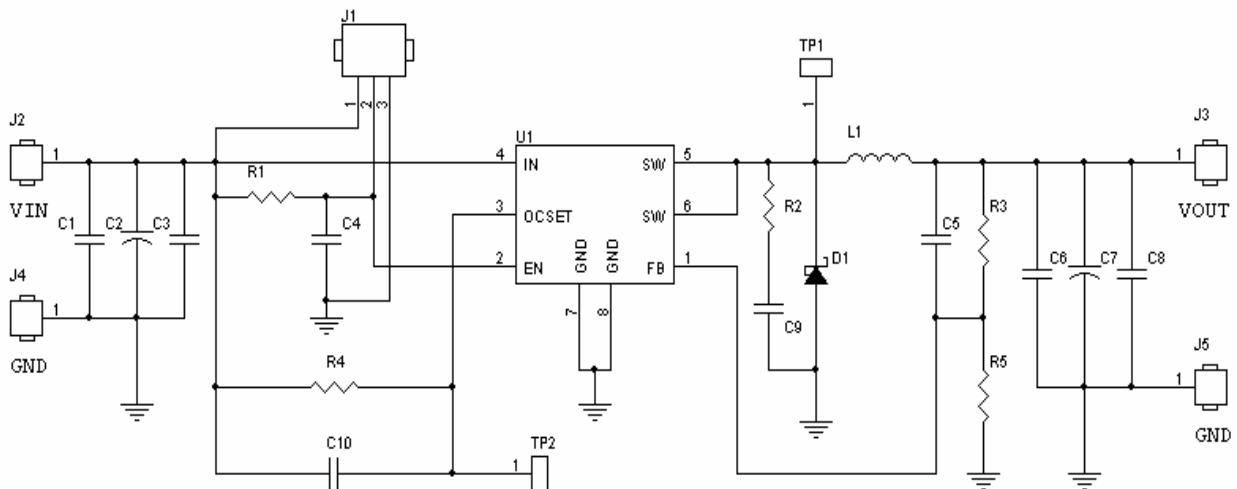 J1
TP1
1
2
3
1
J2
U1
L1
J3
1
4
IN
SW
5
1
R1
VIN
C1
C2
C3
C4
3
OCSET
SW
6
R2
C5
R3
VOUT
2
EN
GND
GND
FB
1
D1
C6
C7
C8
J4
1
GND
7
8
C9
R4
R5
J5
1
GND
C10
1
TP2